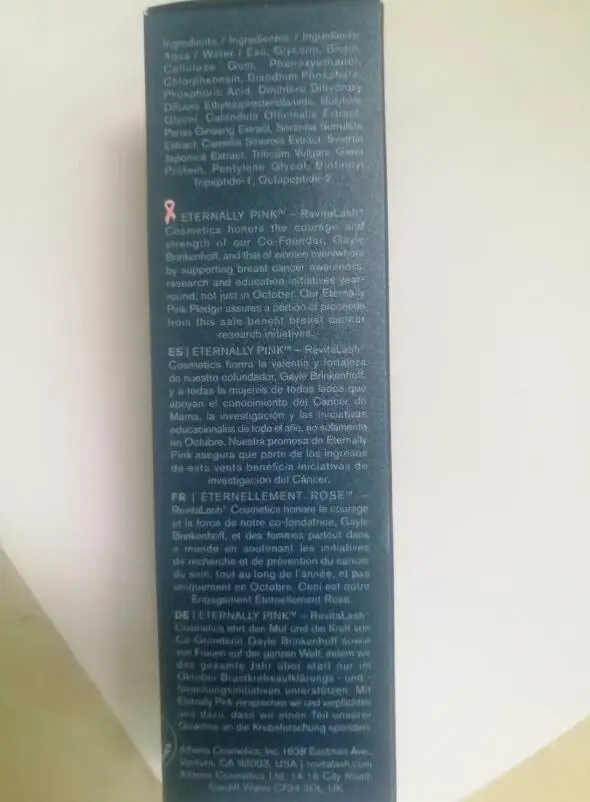 Ingredients / Ingredientes / Ingrédients:
Aqua / Water / Eau, Glycerin, Biotin,
Cellulose Gum, Phenoxyethanol,
Chlorphenesin, Disodium Phosphate,
Phosphoric Acid, Dechloro Dihydroxy
Difluoro Ethylcloprostenolamide, Butylene
Glycol, Calendula Officinalis Extract,
Panax Ginseng Extract, Serenoa Serrulata
Extract, Camellia Sinensis Extract, Swertia
Japonica Extract, Triticum Vulgare Germ
Protein, Pentylene Glycol, Biotinoyl
Tripeptide-1, Octapeptide-2
ETERNALLY PINK™ – RevitaLash®
Cosmetics honors the courage and
strength of our Co-Founder, Gayle
Brinkenhoff, and that of women everywhere
by supporting breast cancer awareness,
research and education initiatives year-
round, not just in October. Our Eternally
Pink Pledge assures a portion of proceeds
from this sale benefit breast cancer
research initiatives.
ES | ETERNALLY PINK™ – RevitaLash®
Cosmetics honra la valentía y fortaleza
de nuestro cofundador, Gayle Brinkenhoff,
y a todas la mujeres de todos lados que
apoyan el conocimiento del Cáncer de
Mama, la investigación y las iniciativas
educacionales de todo el año, no solamente
en Octubre. Nuestra promesa de Eternally
Pink asegura que parte de los ingresos
de esta venta beneficia iniciativas de
investigación del Cáncer.
FR | ÉTERNELLEMENT ROSE™ –
RevitaLash® Cosmetics honore le courage
et la force de notre co-fondatrice, Gayle
Brinkenhoff, et des femmes partout dans
e monde en soutenant les initiatives
de recherche et de prévention du cancer
du sein, tout au long de l'année, et pas
uniquement en Octobre. Ceci est notre
Engagement Éternellement Rose.
DE | ETERNALLY PINK™ – RevitaLash®
Cosmetics ehrt den Mut und die Kraft von
Co-Gründerin Gayle Brinkenhoff sowie
von Frauen auf der ganzen Welt, indem wir
das gesamte Jahr über statt nur im
Oktober Brustkrebsaufklärungs - und -
forschungsinitiativen unterstützen. Mit
Eternally Pink versprechen wir und verpflichten
uns dazu, dass wir einen Teil unserer
Gewinne an die Krebsforschung spenden.
Athena Cosmetics, Inc. 1838 Eastman Ave.,
Ventura, CA 93003, USA | revitalash.com
Athena Cosmetics Ltd. 14-16 City Road
Cardiff Wales CF24 3DL, UK